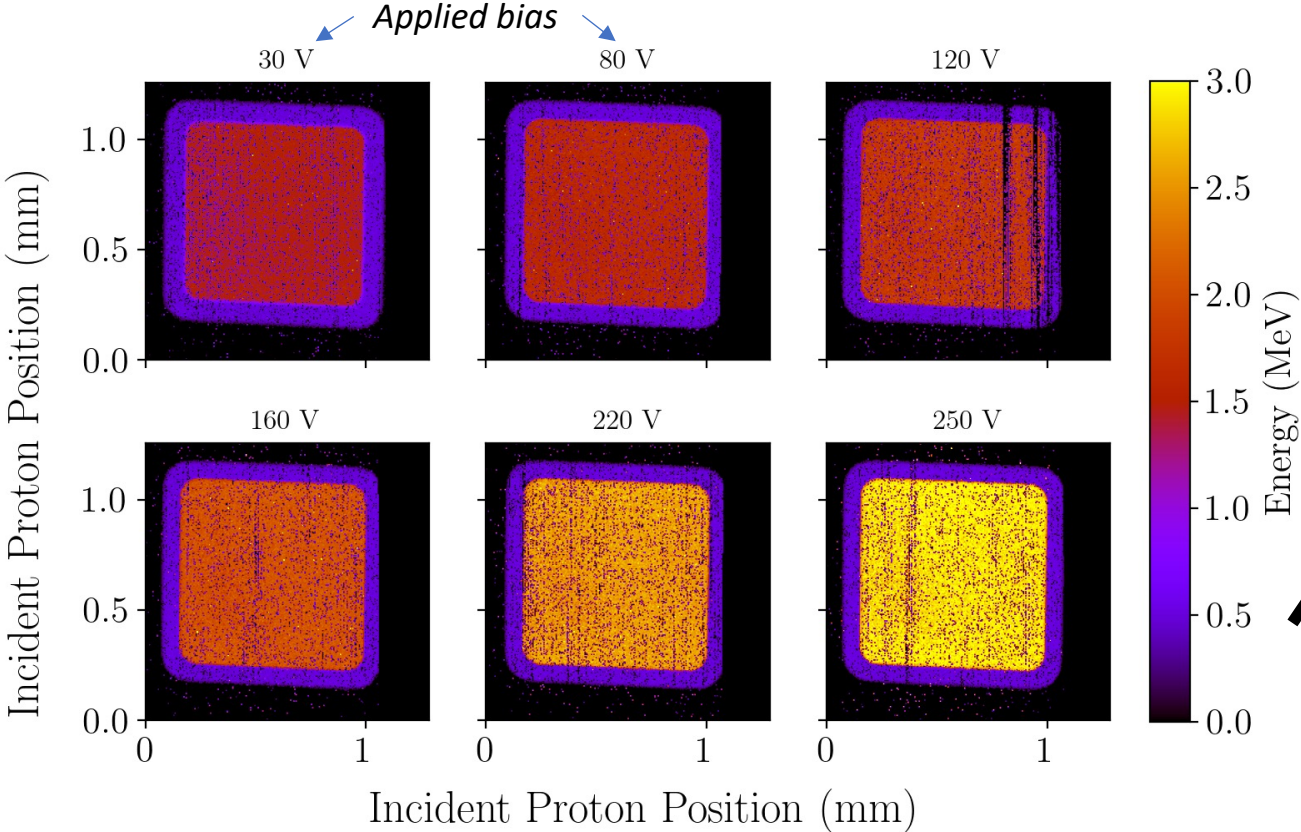 Applied bias
30 V
80 V
120 V
1.0
0.5
0.0
160 V
220 V
250 V
1.0
0.5
0.0
0
1
0
1
0
1
Incident Proton Position (mm)
Incident Proton Position (mm)
3.0
2.5
2.0
1.5
1.0
0.5
0.0
Energy (MeV)